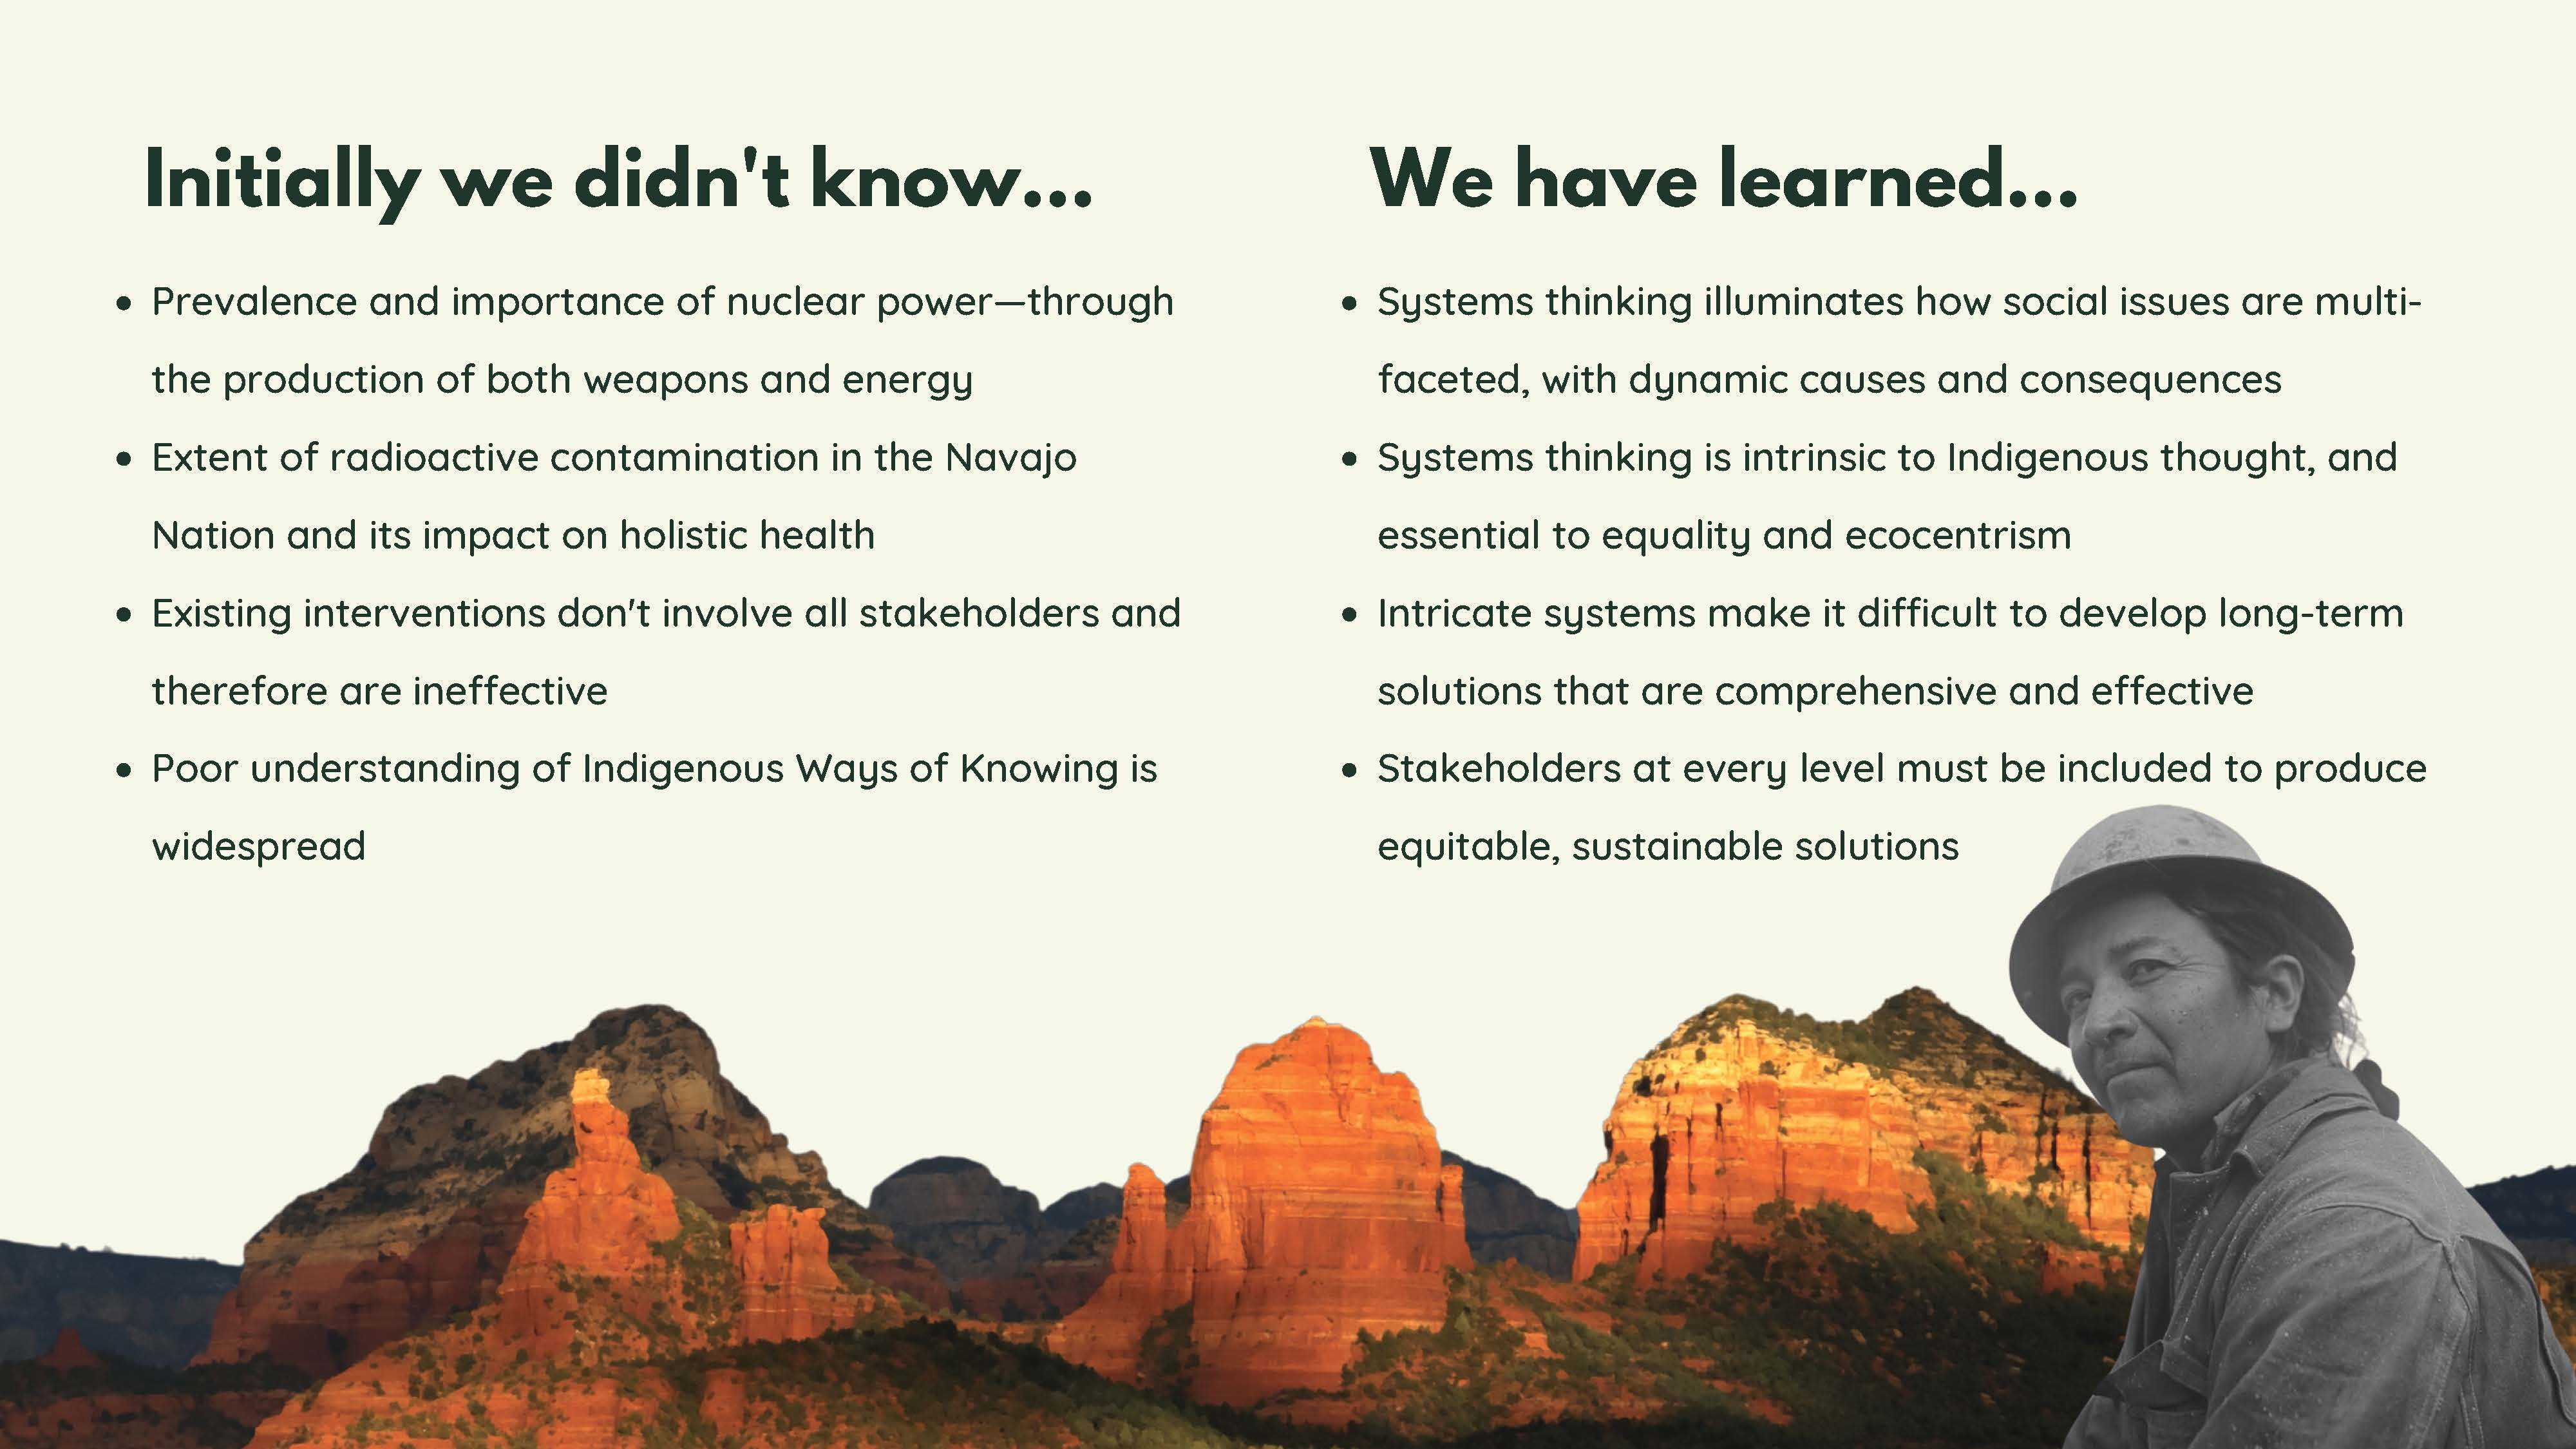 Initially we didn't know...
• Prevalence and importance of nuclear power—through
the production of both weapons and energy
• Extent of radioactive contamination in the Navajo
Nation and its impact on holistic health
• Existing interventions don't involve all stakeholders and
therefore are ineffective
• Poor understanding of Indigenous Ways of Knowing is
widespread
We have learned...
• Systems thinking illuminates how social issues are multi-
faceted, with dynamic causes and consequences
• Systems thinking is intrinsic to Indigenous thought, and
essential to equality and ecocentrism
• Intricate systems make it difficult to develop long-term
solutions that are comprehensive and effective
• Stakeholders at every level must be included to produce
equitable, sustainable solutions